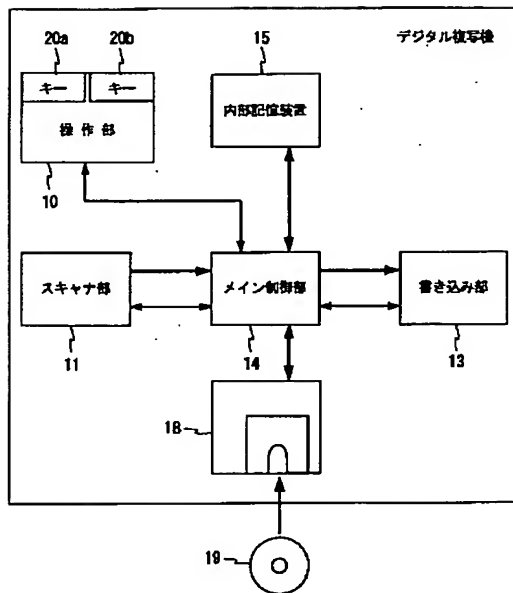 20a 20b 15
デジタル複写機
キー キー
操作部
内部記憶装置
10
スキャナ部
メイン制御部
書き込み部
11 14 13
18
19